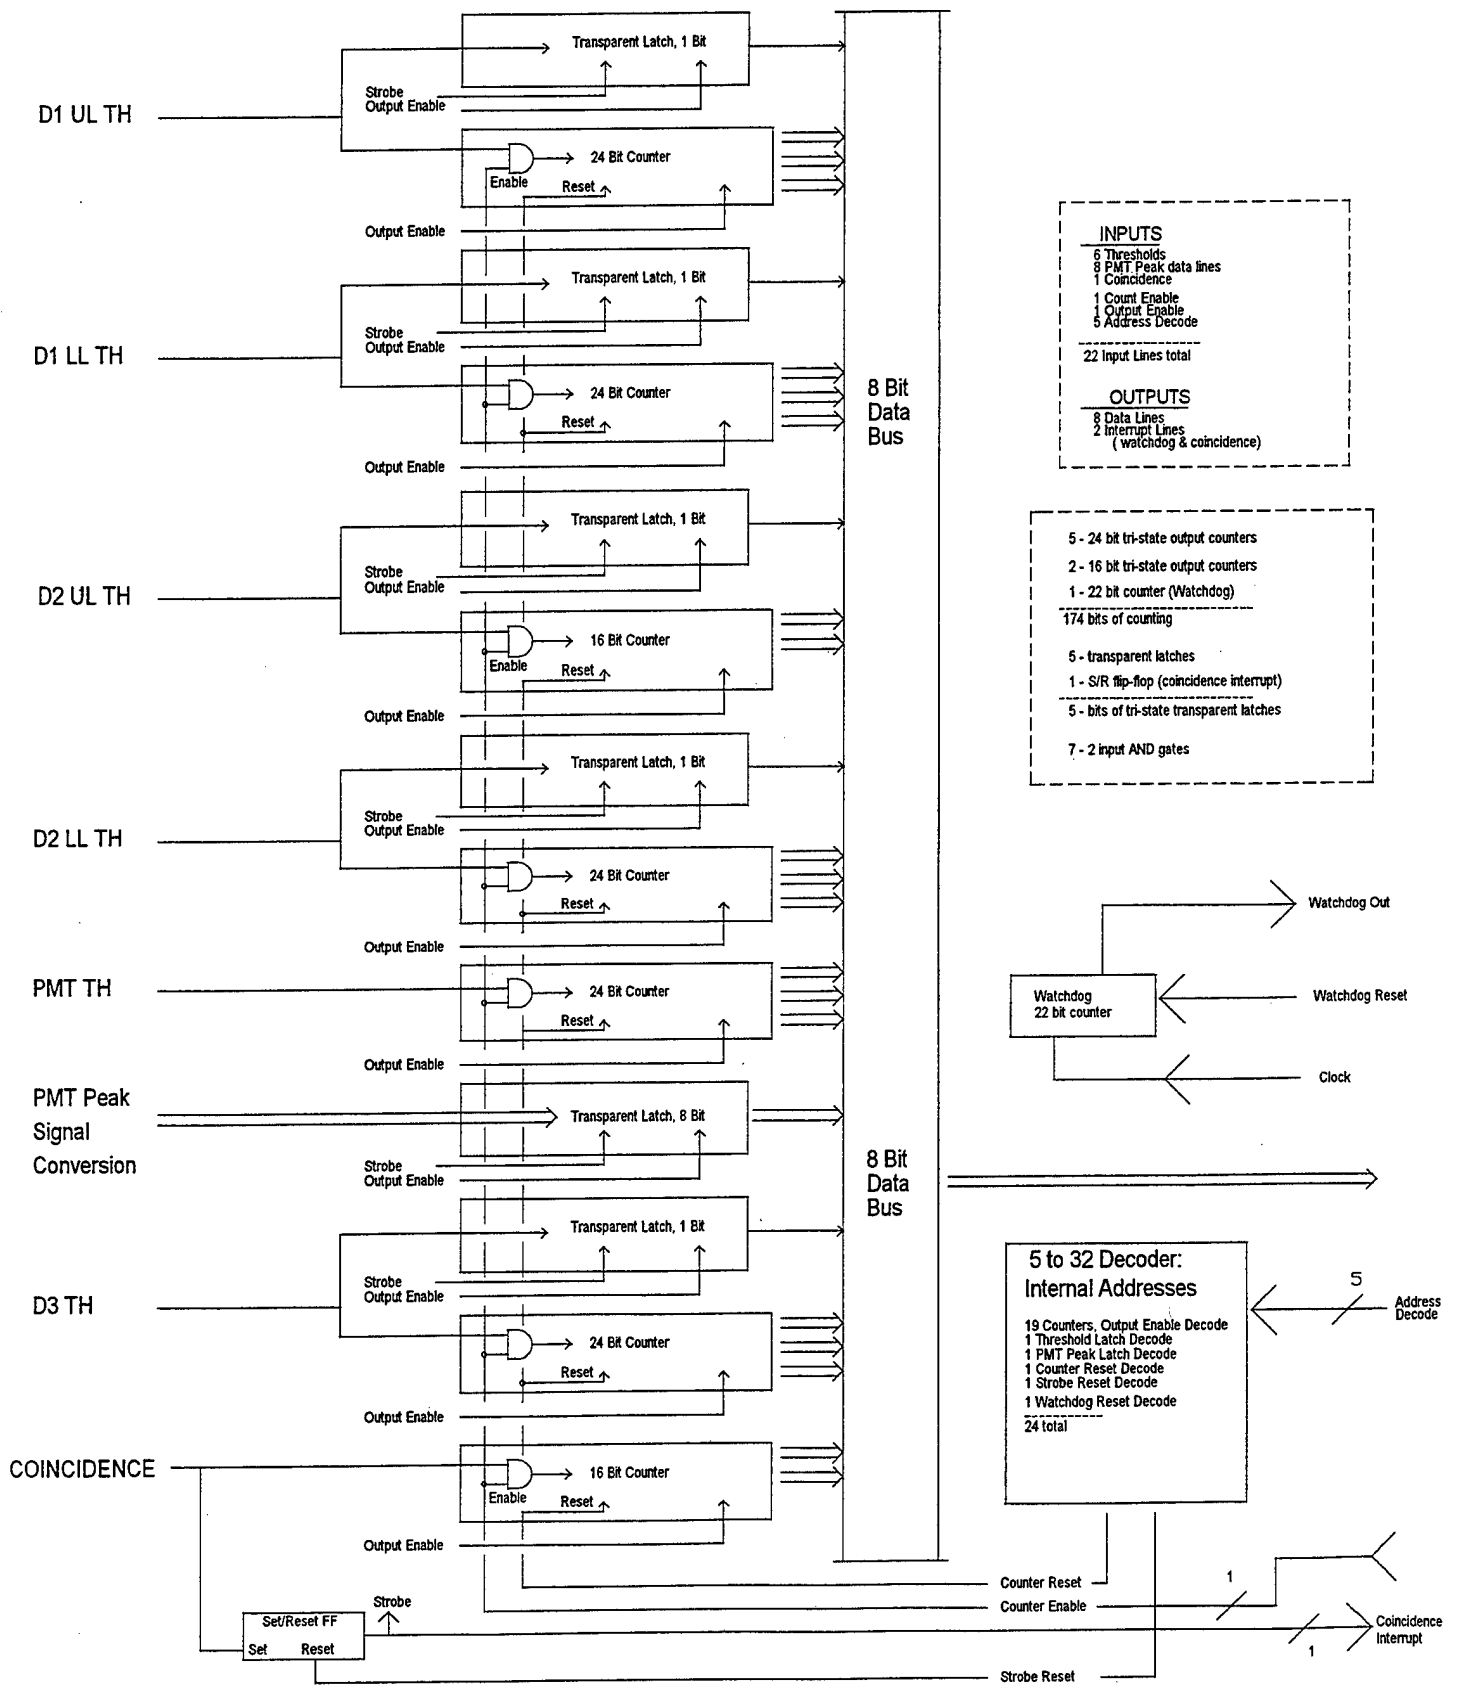 Transparent Latch, 1 Bit
Strobe
Output Enable
D1 UL TH
24 Bit Counter
Enable
Reset
Output Enable
Transparent Latch, 1 Bit
Strobe
Output Enable
D1 LL TH
24 Bit Counter
Reset
Output Enable
Transparent Latch, 1 Bit
Strobe
Output Enable
D2 UL TH
16 Bit Counter
Enable
Reset
Output Enable
Transparent Latch, 1 Bit
Strobe
Output Enable
D2 LL TH
24 Bit Counter
Reset
Output Enable
PMT TH
24 Bit Counter
Reset
Output Enable
PMT Peak
Signal
Conversion
Transparent Latch, 8 Bit
Strobe
Output Enable
Transparent Latch, 1 Bit
Strobe
Output Enable
D3 TH
24 Bit Counter
Reset
Output Enable
COINCIDENCE
16 Bit Counter
Enable
Reset
Output Enable
Strobe
Set/Reset FF
Set Reset
8 Bit
Data
Bus
8 Bit
Data
Bus
INPUTS
6 Thresholds
8 PMT Peak data lines
1 Coincidence
1 Count Enable
1 Output Enable
5 Address Decode
22 Input Lines total
OUTPUTS
8 Data Lines
2 Interrupt Lines
( watchdog & coincidence)
5 - 24 bit tri-state output counters
2 - 16 bit tri-state output counters
1 - 22 bit counter (Watchdog)
174 bits of counting
5 - transparent latches
1 - S/R flip-flop (coincidence interrupt)
5 - bits of tri-state transparent latches
7 - 2 input AND gates
Watchdog Out
Watchdog
22 bit counter
Watchdog Reset
Clock
5 to 32 Decoder:
Internal Addresses
19 Counters, Output Enable Decode
1 Threshold Latch Decode
1 PMT Peak Latch Decode
1 Counter Reset Decode
1 Strobe Reset Decode
1 Watchdog Reset Decode
24 total
5
Address
Decode
Counter Reset
Counter Enable
1
Coincidence
Interrupt
1
Strobe Reset